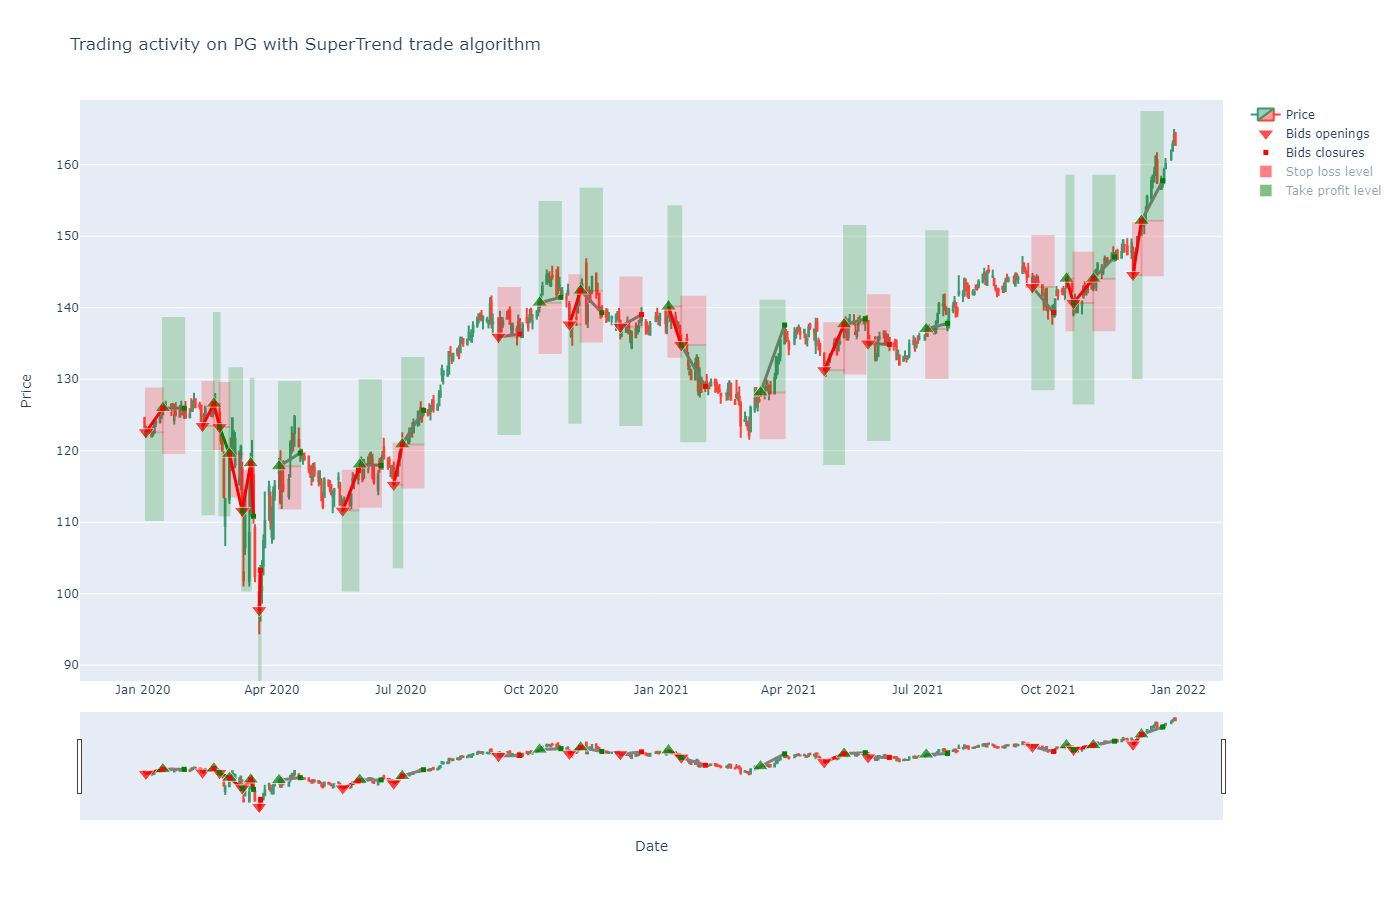 Trading activity on PG with SuperTrend trade algorithm
Price
Bids openings
Bids closures
Stop loss level
Take profit level
160
150
140
130
120
110
100
90
Price
Jan 2020
Apr 2020
Jul 2020
Oct 2020
Jan 2021
Apr 2021
Jul 2021
Oct 2021
Jan 2022
Date